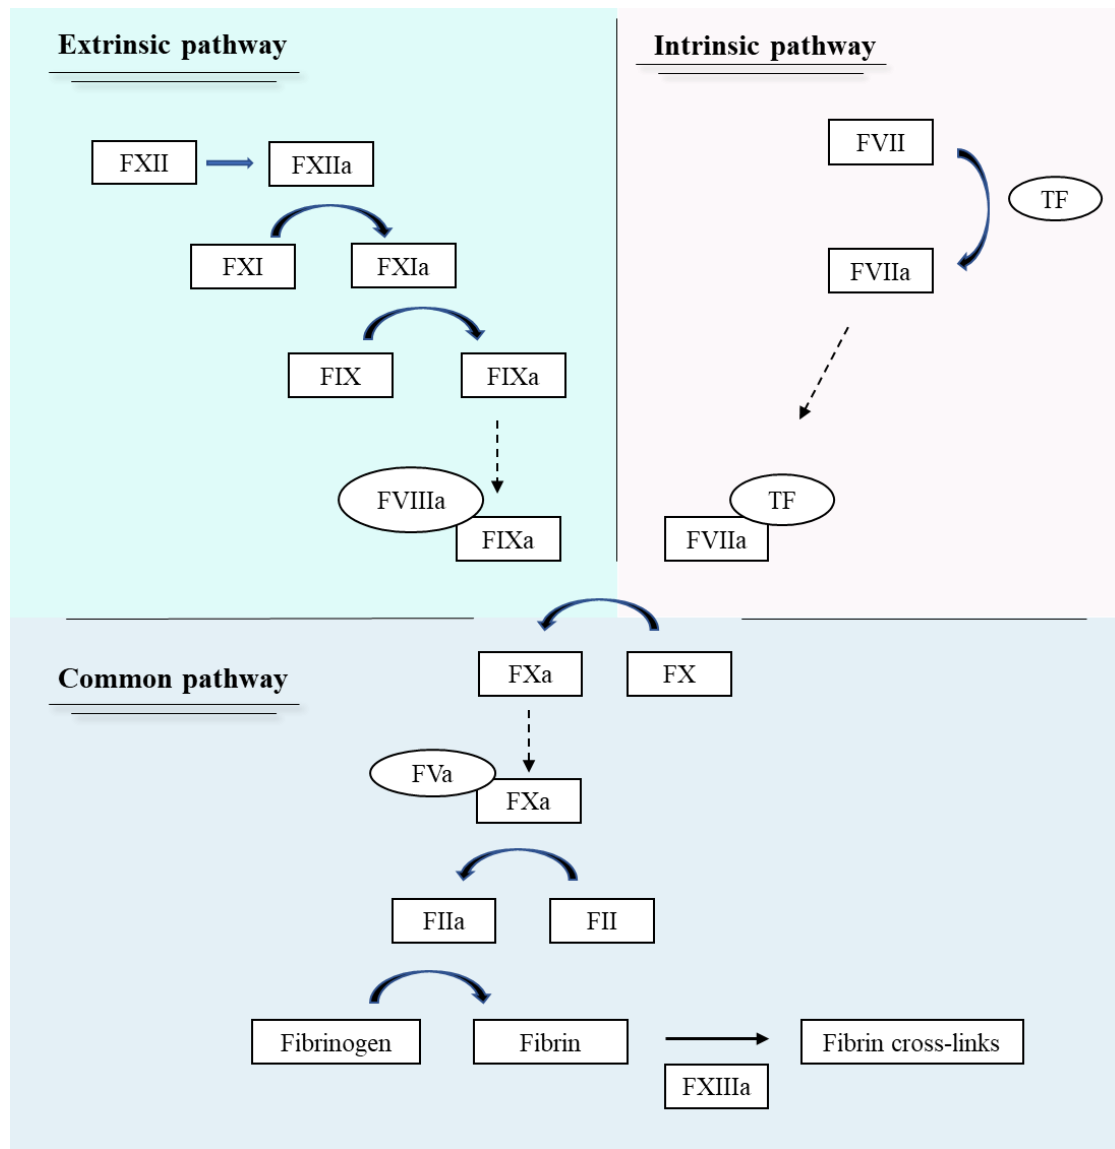 Extrinsic pathway
Intrinsic pathway
FXII
FXIIa
FXI
FXIa
FIX
FIXa
FVIIIa
FIXa
FVII
TF
FVIIa
TF
FVIIa
Common pathway
FXa
FX
FVa
FXa
FIIa
FII
Fibrinogen
Fibrin
Fibrin cross-links
FXIIIa